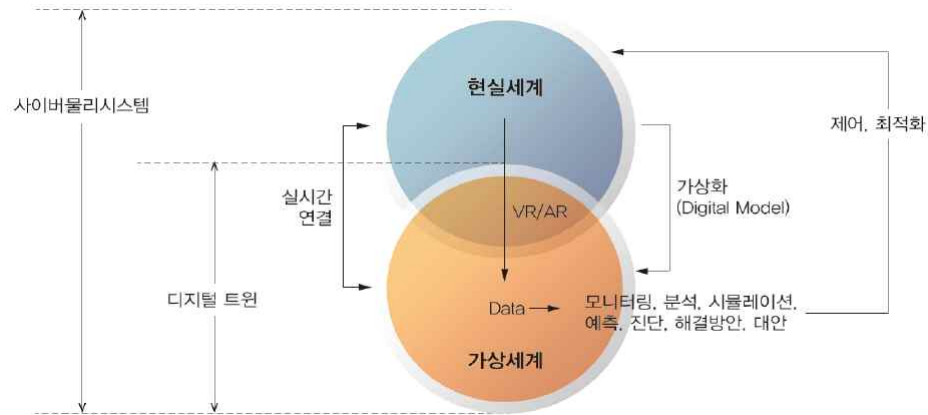 현실세계
사이버물리시스템
제어, 최적화
실시간
연결
가상화
(Digital Model)
VR/AR
디지털 트윈
Data
모니터링, 분석, 시뮬레이션,
예측, 진단, 해결방안, 대안
가상세계